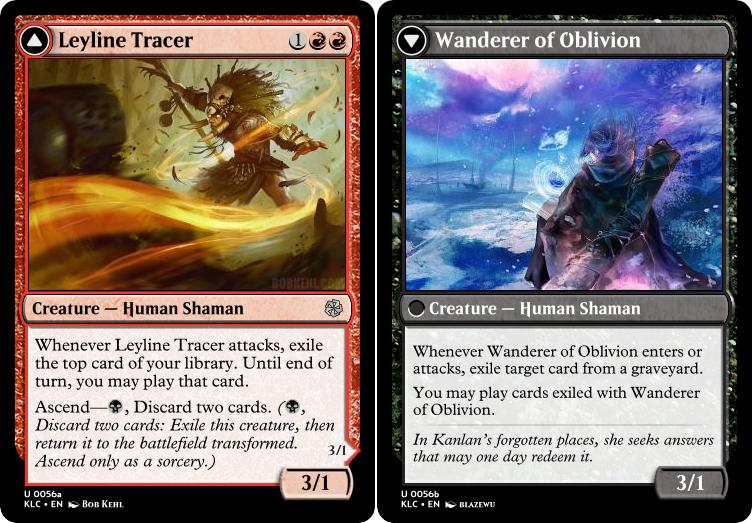 Leyline Tracer 1
BOBKEHL.COM
Creature — Human Shaman
Whenever Leyline Tracer attacks, exile
the top card of your library. Until end of
turn, you may play that card.
Ascend—, Discard two cards. (,
Discard two cards: Exile this creature, then
return it to the battlefield transformed.
Ascend only as a sorcery.)
3/1
3/1
U 0056a
KLC • EN Bob Kehl
Wanderer of Oblivion
Creature — Human Shaman
Whenever Wanderer of Oblivion enters or
attacks, exile target card from a graveyard.
You may play cards exiled with Wanderer
of Oblivion.
In Kanlan's forgotten places, she seeks answers
that may one day redeem it.
3/1
U 0056b
KLC • EN blazewu